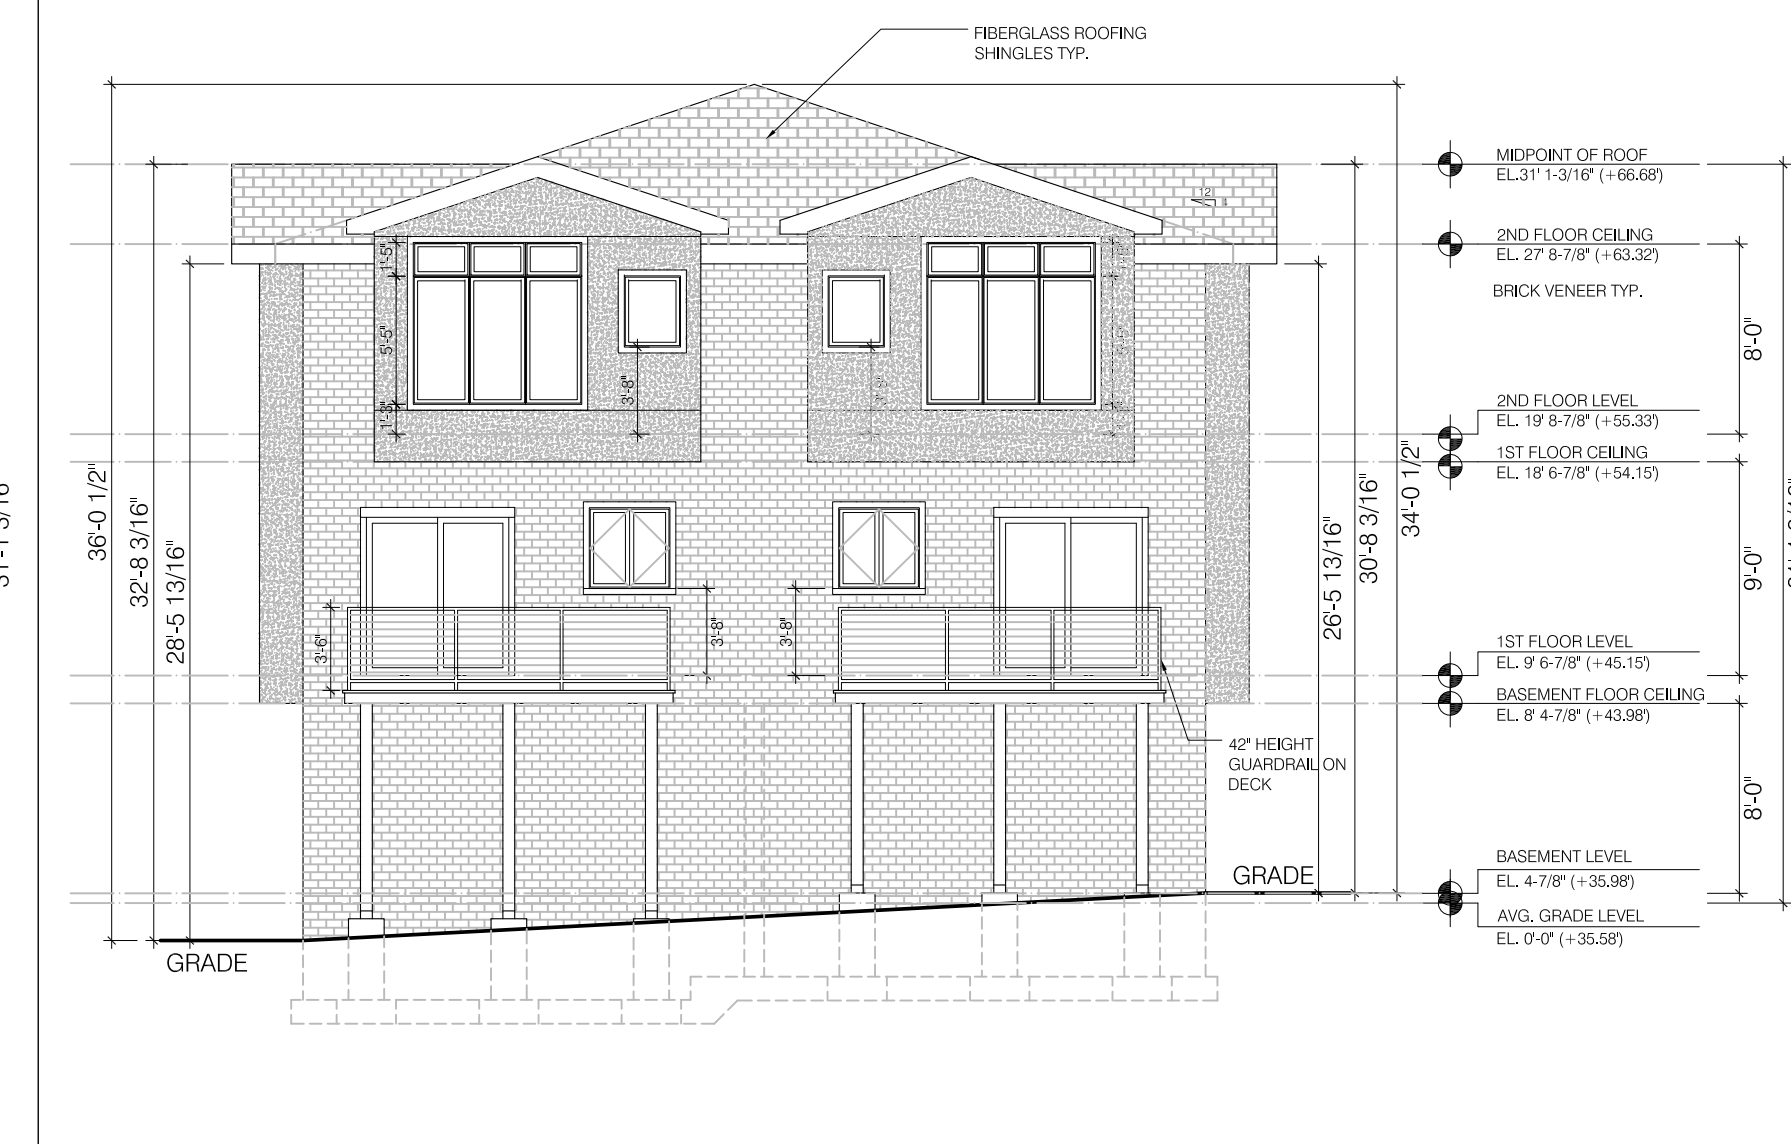 FIBERGLASS ROOFING
SHINGLES TYP.
MIDPOINT OF ROOF
EL.31' 1-3/16" (+66.68')
2ND FLOOR CEILING
EL. 27' 8-7/8" (+63.32')
BRICK VENEER TYP.
2ND FLOOR LEVEL
EL. 19' 8-7/8" (+55.33')
1ST FLOOR CEILING
EL. 18' 6-7/8" (+54.15')
1ST FLOOR LEVEL
EL. 9' 6-7/8" (+45.15')
BASEMENT FLOOR CEILING
EL. 8' 4-7/8" (+43.98')
BASEMENT LEVEL
EL. 4-7/8" (+35.98')
AVG. GRADE LEVEL
EL. 0'-0" (+35.58')
8'-0"
9'-0"
8'-0"
36'-0 1/2"
32'-8 3/16"
28'-5 13/16"
1'-5"
5'-5"
1'-3"
3'-8"
3'-6"
3'-8"
3'-8"
12
26'-5 13/16"
30'-8 3/16"
34'-0 1/2"
42" HEIGHT
GUARDRAIL ON
DECK
GRADE
GRADE